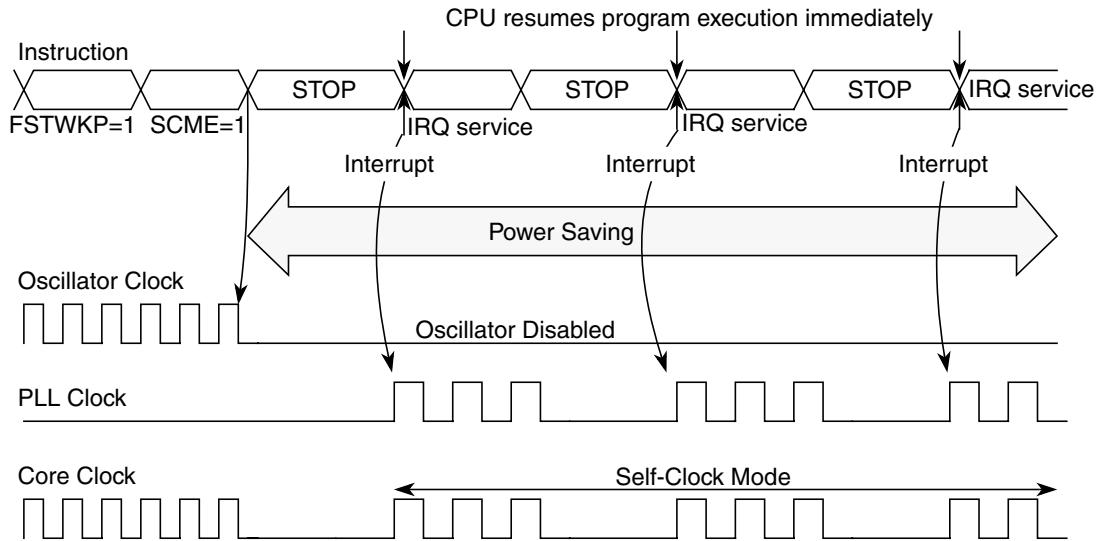 CPU resumes program execution immediately
Instruction
STOP
STOP
STOP
IRQ service
FSTWKP=1
SCME=1
IRQ service
IRQ service
Interrupt
Interrupt
Interrupt
Power Saving
Oscillator Clock
Oscillator Disabled
PLL Clock
Core Clock
Self-Clock Mode